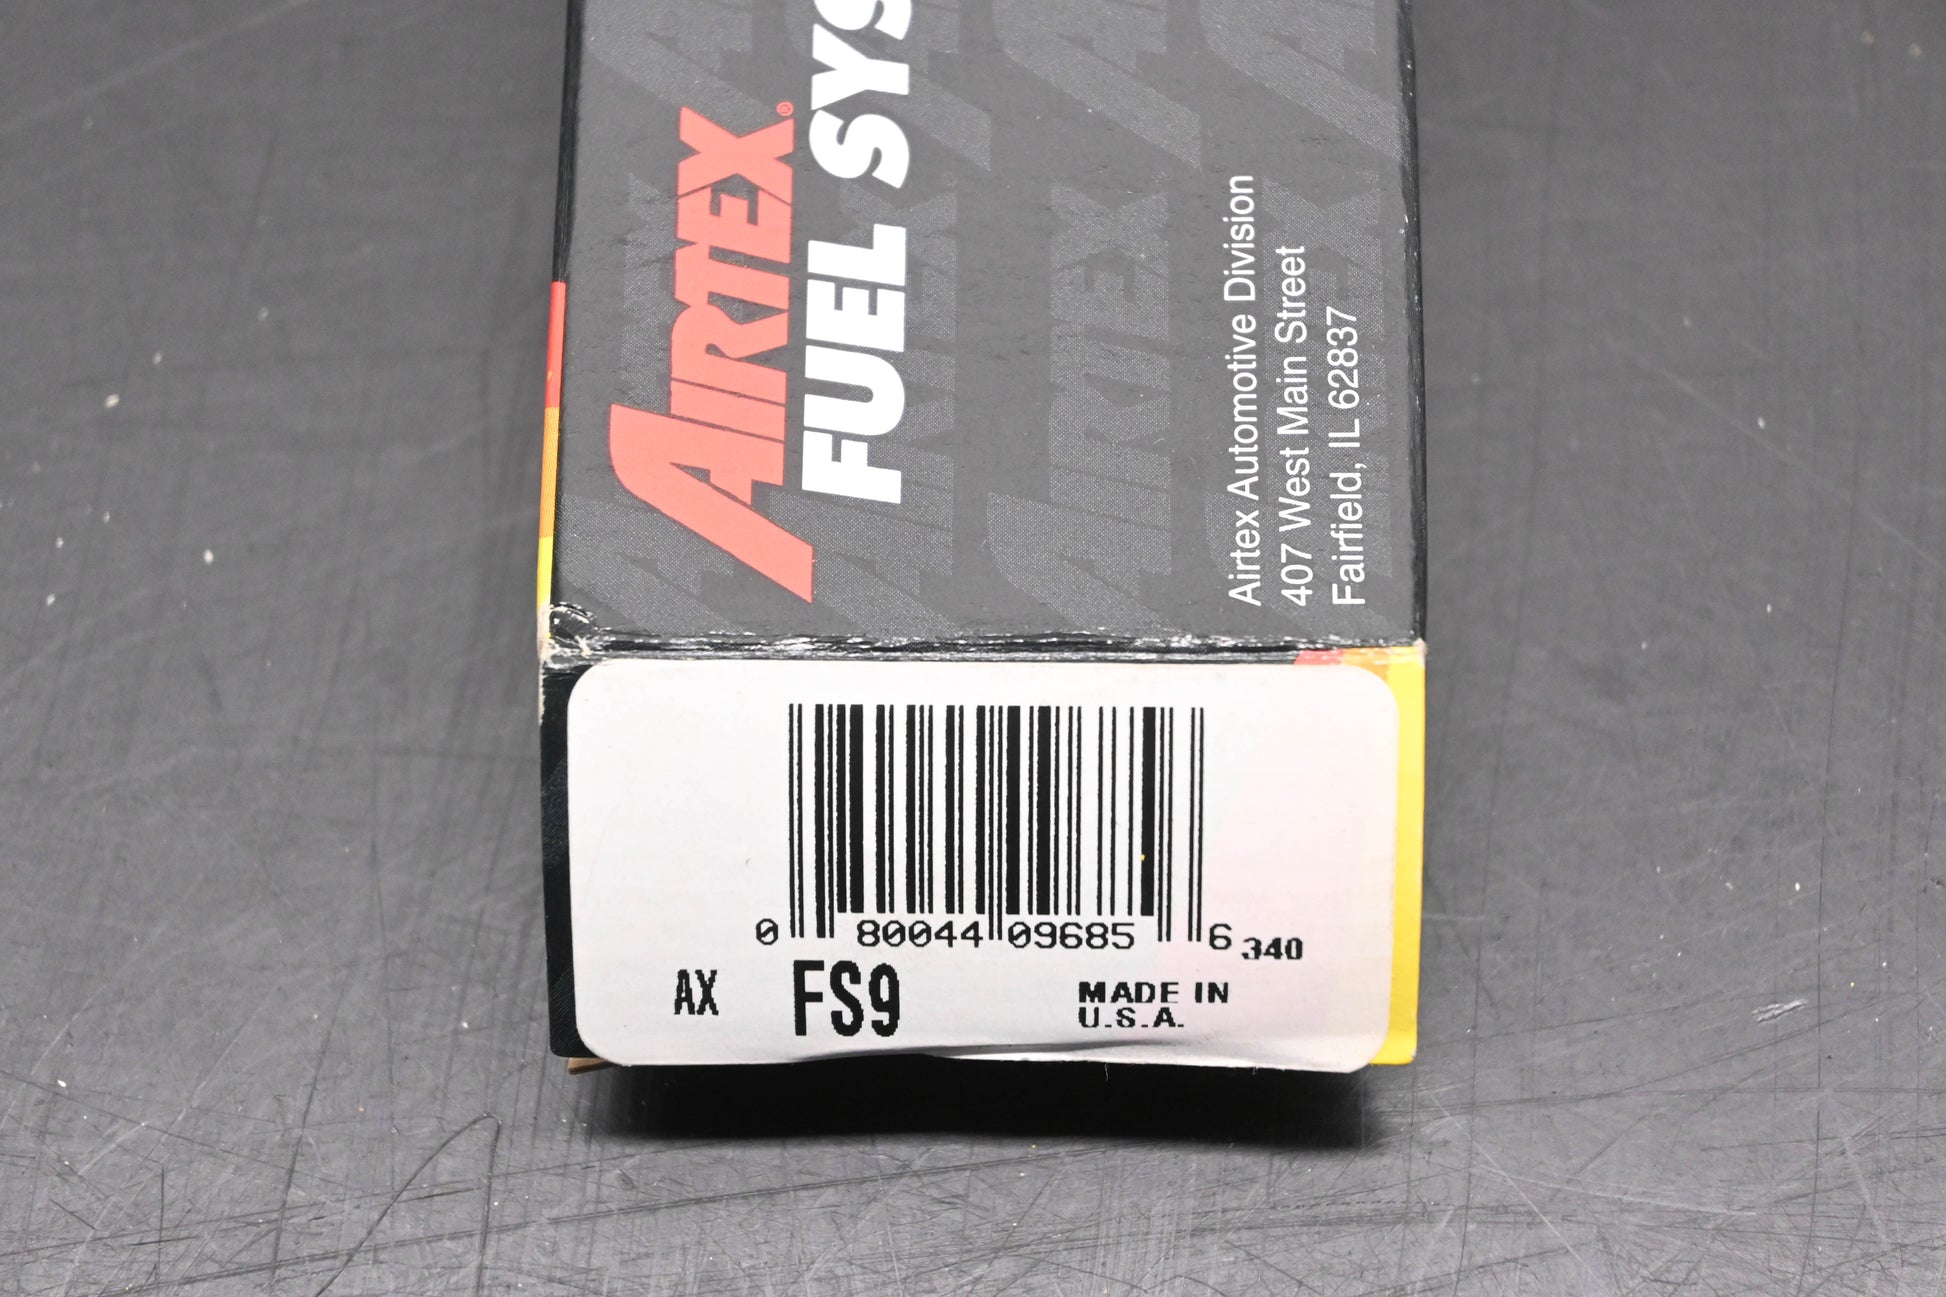 AIRTEX®
FUEL SYS
Airtex Automotive Division
407 West Main Street
Fairfield, IL 62837
0 80044 09685 6 340
AX FS9 MADE IN
U.S.A.